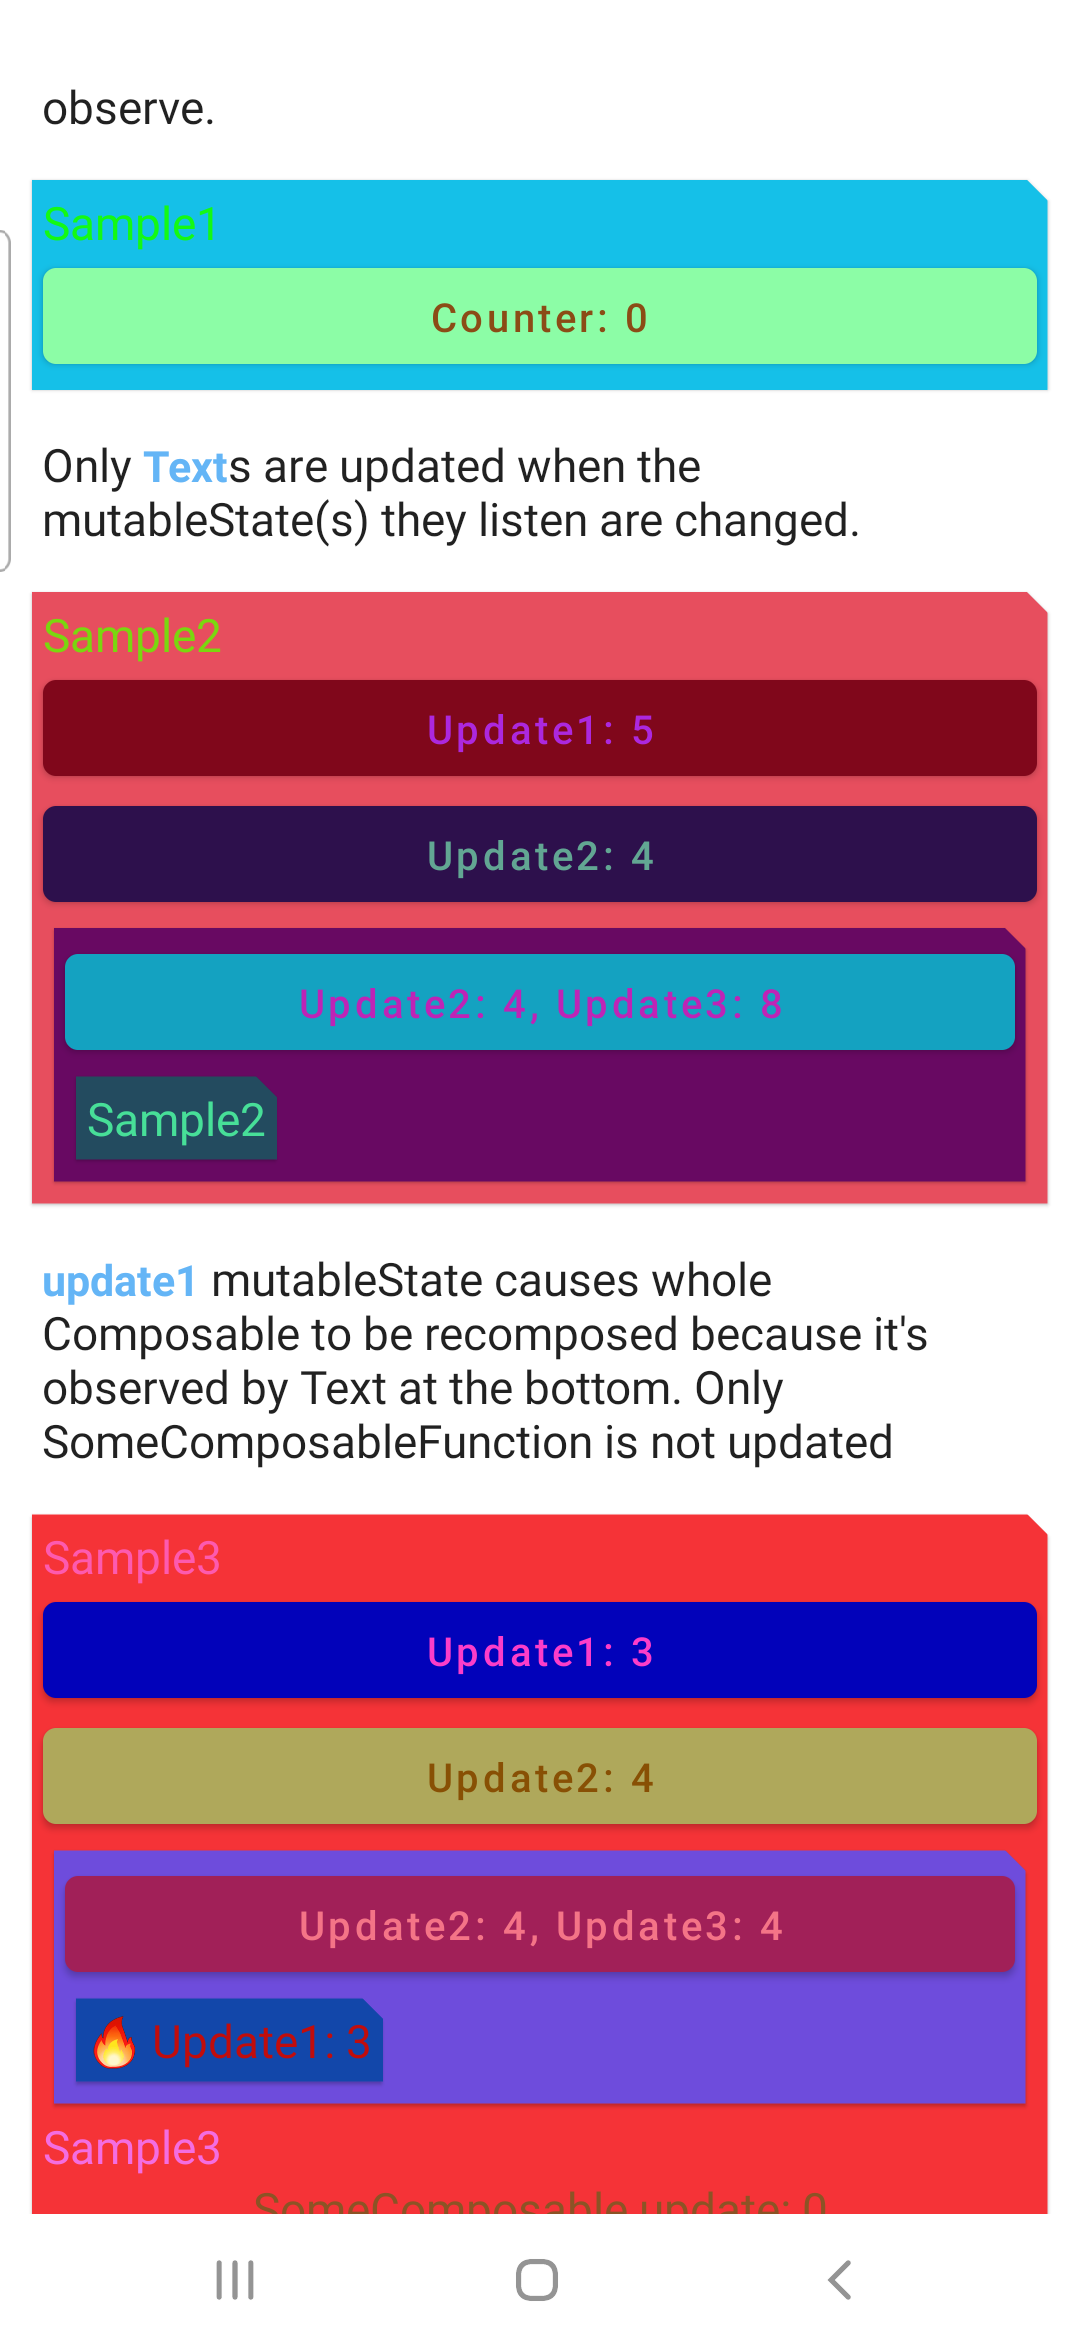 observe.
Sample1
Counter: 0
Only Texts are updated when the
mutableState(s) they listen are changed.
Sample2
Update1: 5
Update2: 4
Update2: 4, Update3: 8
Sample2
update1 mutableState causes whole
Composable to be recomposed because it's
observed by Text at the bottom. Only
SomeComposableFunction is not updated
Sample3
Update1: 3
Update2: 4
Update2: 4, Update3: 4
🔥 Update1: 3
Sample3
SomeComposable update: 0